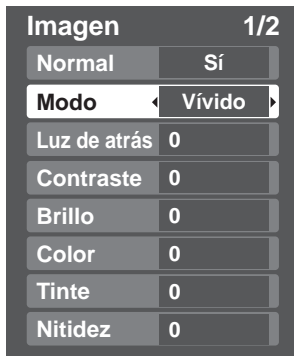 Imagen 1/2
Normal Sí
Modo Vívido
Luz de atrás 0
Contraste 0
Brillo 0
Color 0
Tinte 0
Nitidez 0